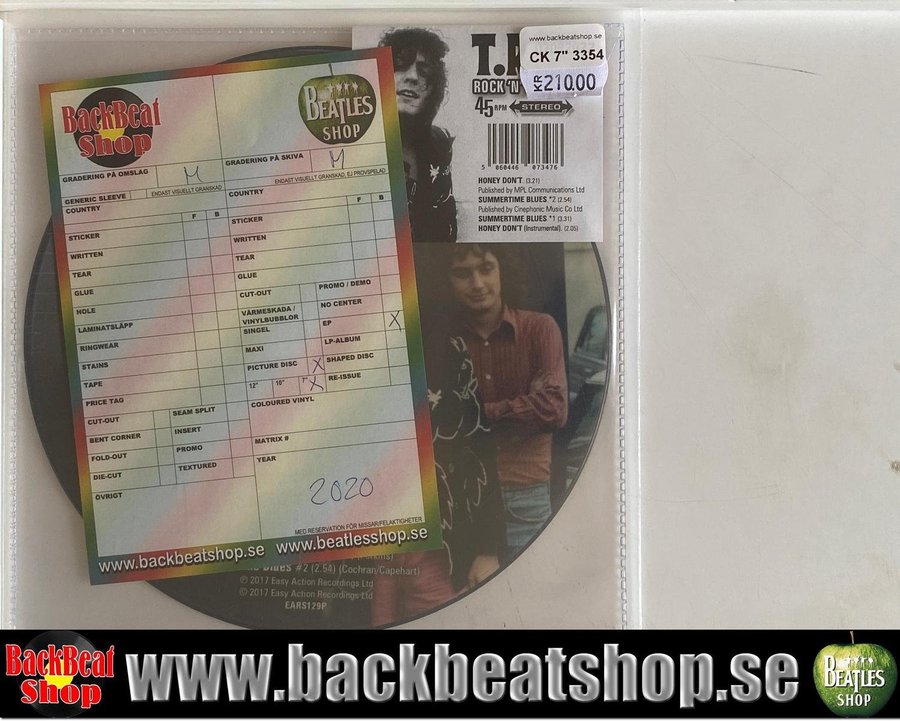 www.backbeatshop.se
CK 7" 3354
KR 210.00
T.
ROCK 'N
45 RPM STEREO
5 060446 073476
HONEY DON'T. (3.21)
Published by MPL Communications Ltd
SUMMERTIME BLUES *2 (2.54)
Published by Cinephonic Music Co Ltd
SUMMERTIME BLUES *1 (3.31)
HONEY DON'T (Instrumental). (2.05)
BackBeat
Shop
BEATLES
SHOP
GRADERING PÅ OMSLAG M
GRADERING PÅ SKIVA M
GENERIC SLEEVE
ENDAST VISUELLT GRANSKAD
ENDAST VISUELLT GRANSKAD, EJ PROVSPELAD
COUNTRY
F B
STICKER
WRITTEN
TEAR
GLUE
HOLE
LAMINATSLÄPP
RINGWEAR
STAINS
TAPE
PRICE TAG
CUT-OUT
SEAM SPLIT
BENT CORNER
INSERT
FOLD-OUT
PROMO
DIE-CUT
TEXTURED
ÖVRIGT
COUNTRY
F B
STICKER
WRITTEN
TEAR
GLUE
CUT-OUT
PROMO / DEMO
VÄRMESKADA /
VINYLBUBBLOR
NO CENTER
SINGEL
EP X
MAXI
LP-ALBUM
PICTURE DISC X
SHAPED DISC
12" 10" 7" X
RE-ISSUE
COLOURED VINYL
MATRIX #
YEAR
2020
MED RESERVATION FÖR MISSAR/FELAKTIGHETER
www.backbeatshop.se www.beatlesshop.se
Blues #2 (2.54) (Cochran/Capehart)
℗ 2017 Easy Action Recordings Ltd
© 2017 Easy Action Recordings Ltd
EARS129P
BackBeat
Shop
www.backbeatshop.se
BEATLES
SHOP